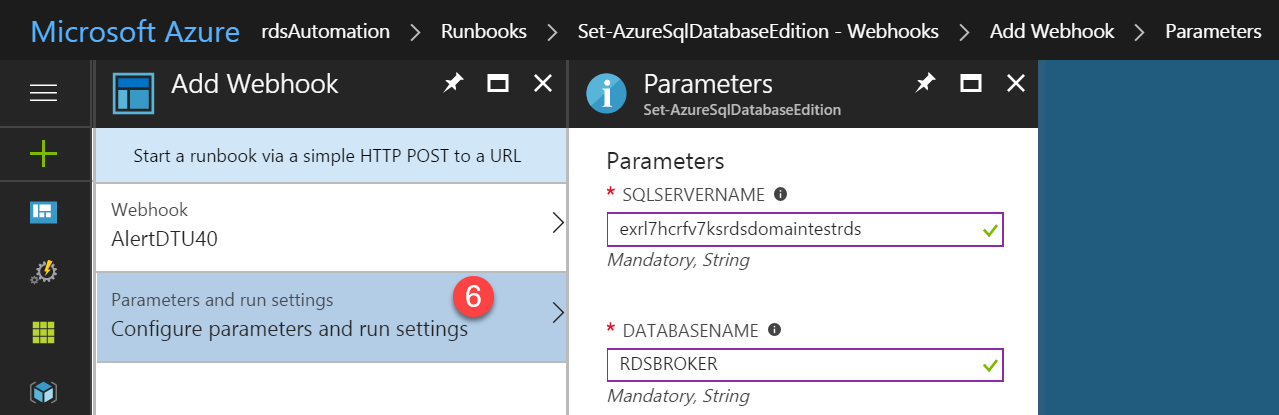 Microsoft Azure rdsAutomation > Runbooks > Set-AzureSqlDatabaseEdition - Webhooks > Add Webhook > Parameters
Add Webhook
Start a runbook via a simple HTTP POST to a URL
Webhook
AlertDTU40
Parameters and run settings
6
Configure parameters and run settings
Parameters
Set-AzureSqlDatabaseEdition
Parameters
* SQLSERVERNAME
exrl7hcrfv7ksrdsdomaintestrds
Mandatory, String
* DATABASENAME
RDSBROKER
Mandatory, String